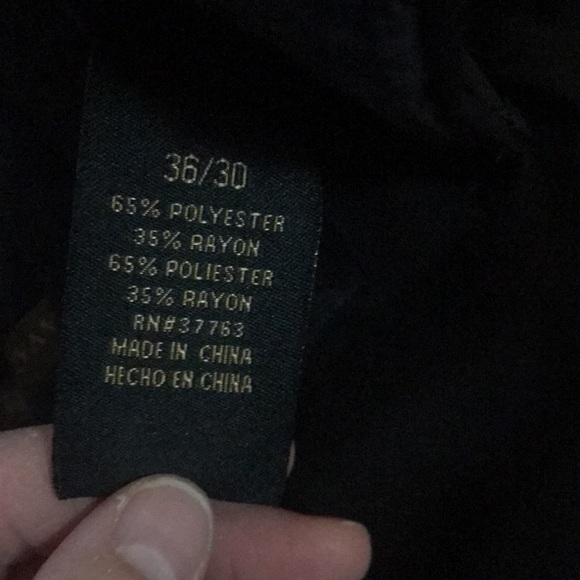 36/30
65% POLYESTER
35% RAYON
65% POLIESTER
35% RAYON
RN#37763
MADE IN CHINA
HECHO EN CHINA